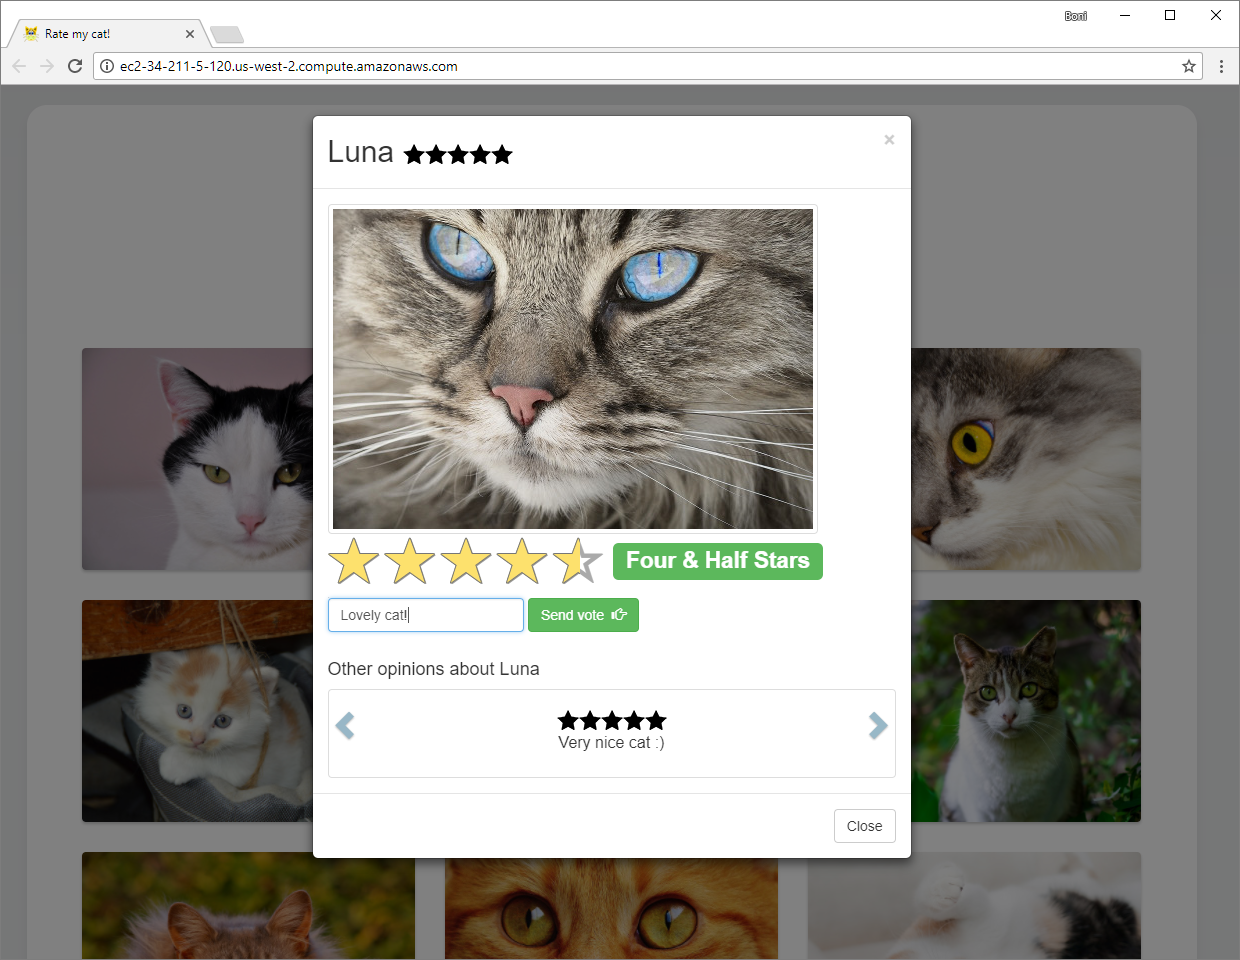 Boni
Rate my cat!
ec2-34-211-5-120.us-west-2.compute.amazonaws.com
Luna
×
Four & Half Stars
Lovely cat!
Send vote
Other opinions about Luna
Very nice cat :)
Close